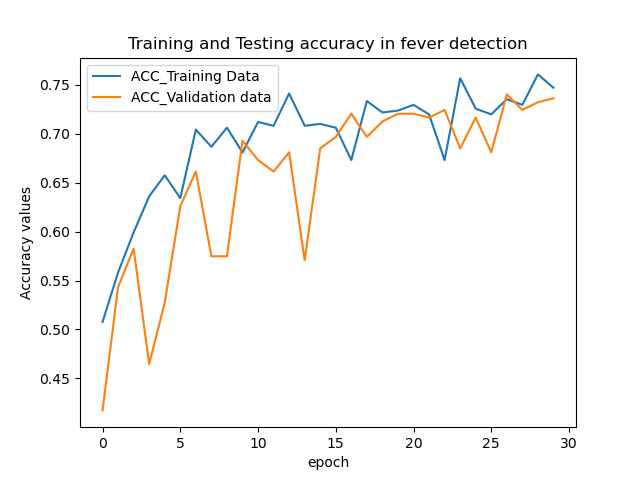 Training and Testing accuracy in fever detection
ACC_Training Data
ACC_Validation data
0.75
0.70
0.65
0.60
0.55
0.50
0.45
Accuracy values
0 5 10 15 20 25 30
epoch